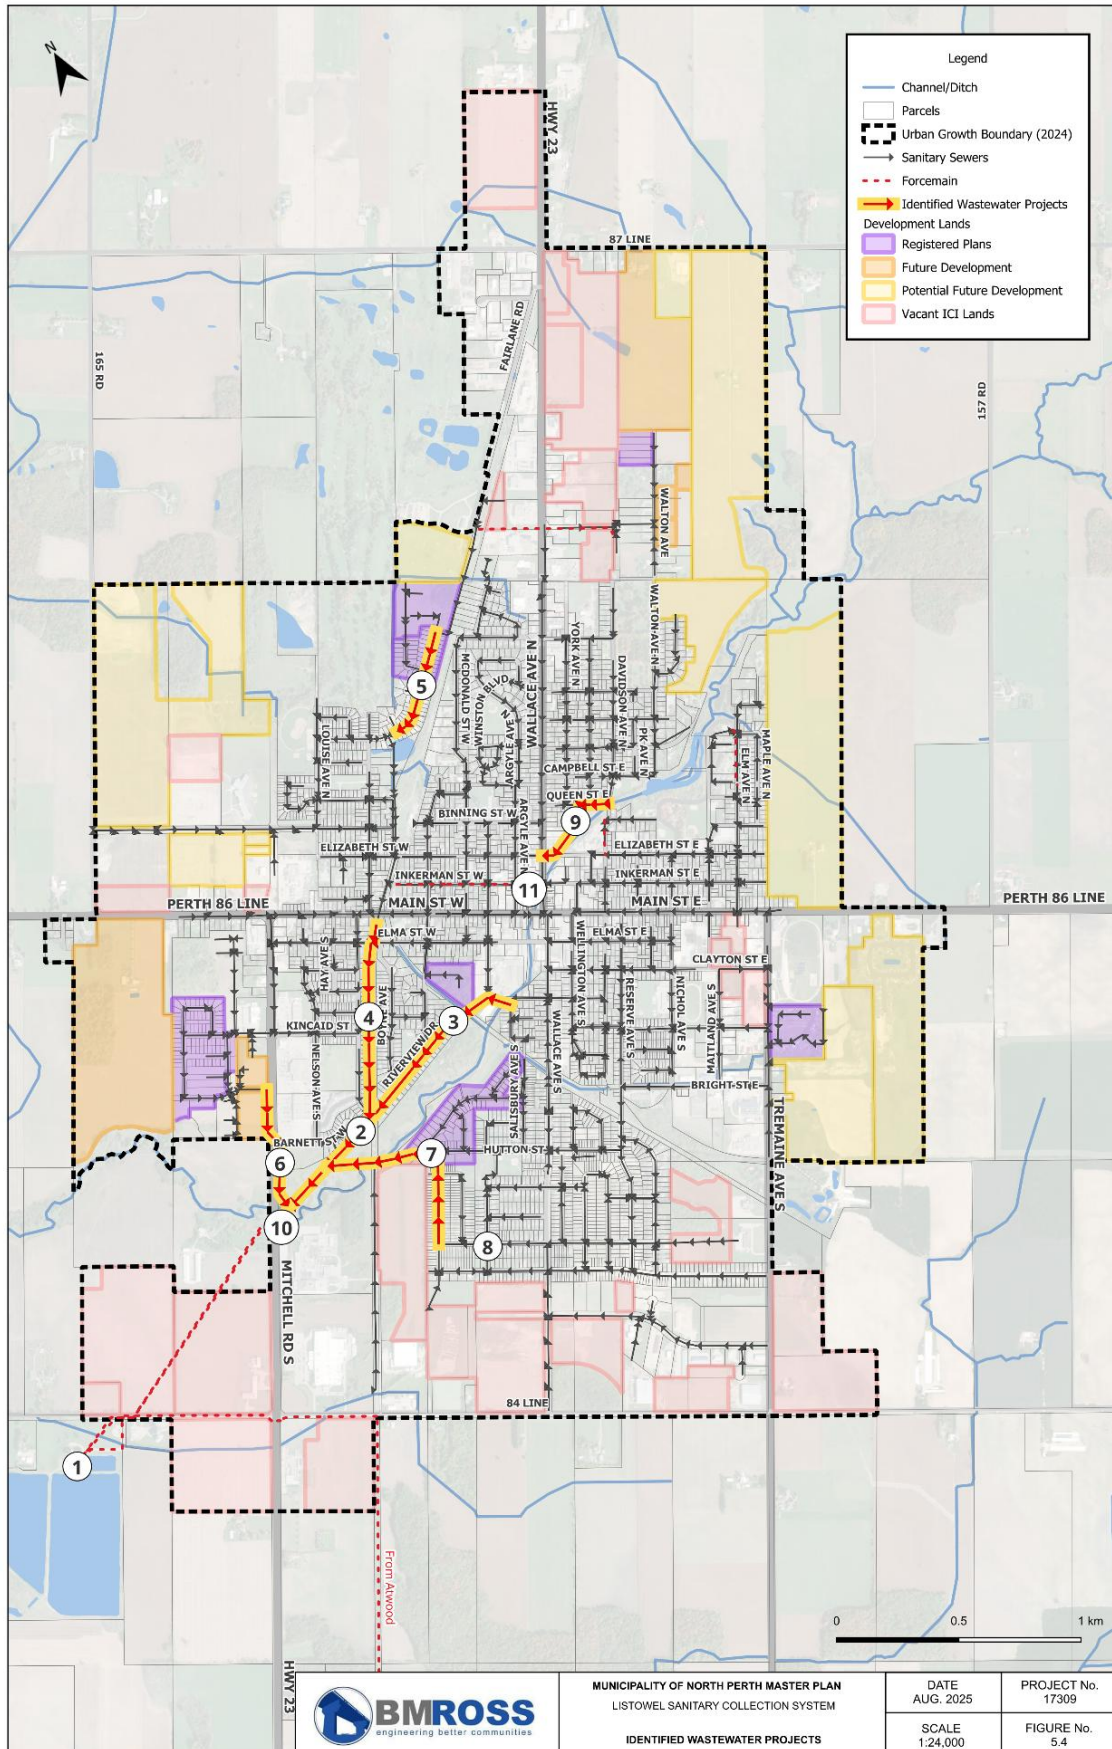 N
Legend
Channel/Ditch
Parcels
Urban Growth Boundary (2024)
Sanitary Sewers
Forcemain
Identified Wastewater Projects
Development Lands
Registered Plans
Future Development
Potential Future Development
Vacant ICI Lands
HWY 23
87 LINE
FAIRLANE RD
165 RD
157 RD
WALTON AVE
WALTON AVE N
YORK AVE N
DAVIDSON AVE N
PK AVE N
WALLACE AVE N
MCDONALD ST W
WINSTON BLVD
ARGYLE AVE N
5
LOUISE AVE N
CAMPBELL ST E
MAPLE AVE N
ELM AVE N
QUEEN ST E
BINNING ST W
ARGYLE AVE N
9
ELIZABETH ST W
ELIZABETH ST E
INKERMAN ST W
11
INKERMAN ST E
PERTH 86 LINE
MAIN ST W
MAIN ST E
PERTH 86 LINE
ELMA ST W
ELMA ST E
HAY AVE S
WELLINGTON AVE S
CLAYTON ST E
RESERVE AVE S
NICHOL AVE S
MAITLAND AVE S
KINCAID ST
4
3
RIVERVIEW DR
NELSON AVE S
WALLACE AVE S
SALISBURY AVE S
BRIGHT ST E
TREMAINE AVE S
BARNETT ST W
2
6
7
HUTTON ST
10
8
MITCHELL RD S
84 LINE
1
From Atwood
0 0.5 1 km
HWY 23
BMROSS
engineering better communities
MUNICIPALITY OF NORTH PERTH MASTER PLAN
LISTOWEL SANITARY COLLECTION SYSTEM
IDENTIFIED WASTEWATER PROJECTS
DATE
AUG. 2025
PROJECT No.
17309
SCALE
1:24,000
FIGURE No.
5.4